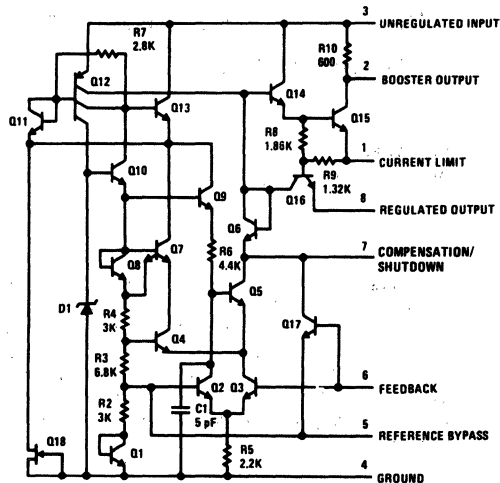 3
UNREGULATED INPUT
R7
2.8K
R10
600
Q12
2
BOOSTER OUTPUT
Q13
Q14
Q11
Q15
R8
1.86K
1
CURRENT LIMIT
R9
1.32K
Q10
Q9
Q16
8
REGULATED OUTPUT
Q6
7
COMPENSATION/
SHUTDOWN
Q8
Q7
R6
4.4K
Q5
D1
R4
3K
Q17
Q4
R3
6.8K
6
FEEDBACK
Q2
Q3
R2
3K
C1
5 pF
5
REFERENCE BYPASS
Q18
Q1
R5
2.2K
4
GROUND